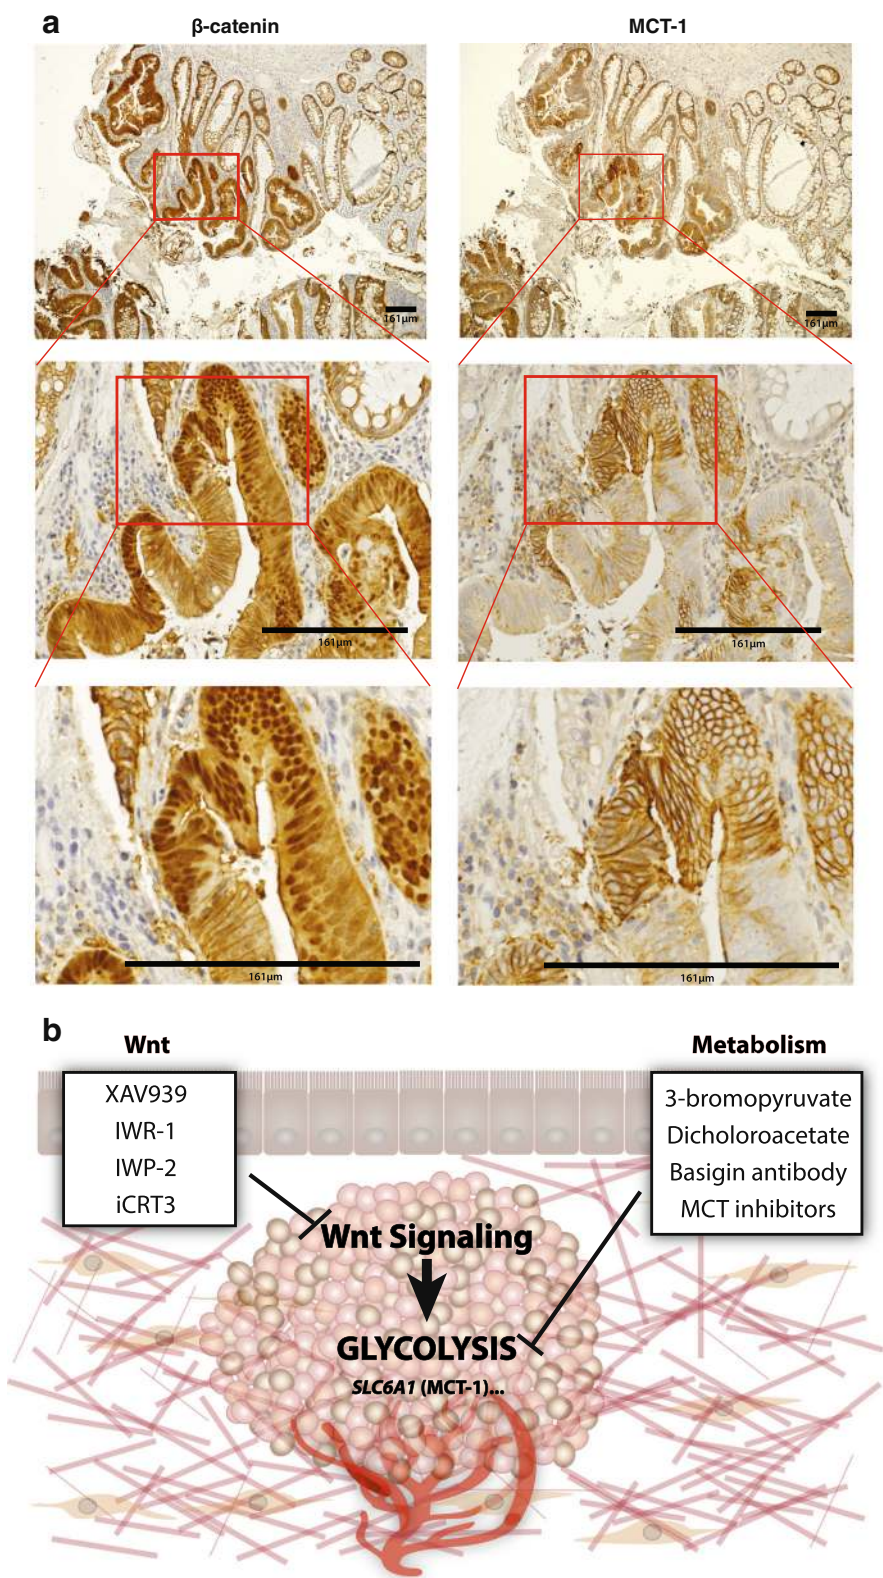 a
β-catenin MCT-1
161µm 161µm
161µm 161µm
161µm 161µm
b
Wnt Metabolism
XAV939
IWR-1
IWP-2
iCRT3
3-bromopyruvate
Dicholoroacetate
Basigin antibody
MCT inhibitors
Wnt Signaling
GLYCOLYSIS
SLC6A1 (MCT-1)...